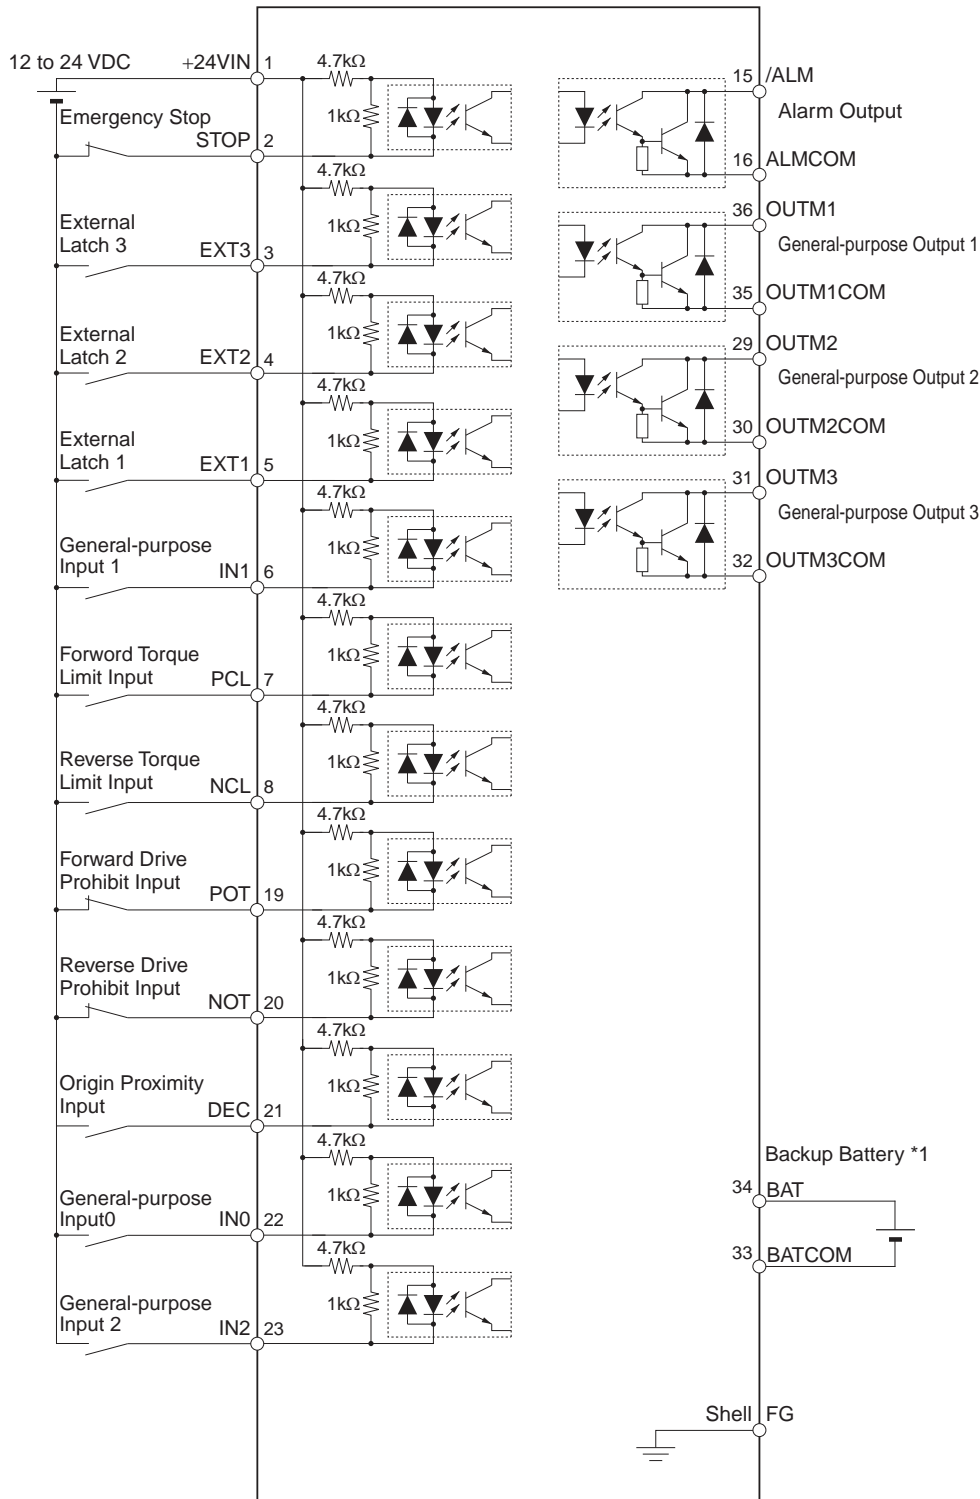 12 to 24 VDC
+24VIN 1
4.7kΩ
1kΩ
Emergency Stop
STOP 2
4.7kΩ
1kΩ
External
Latch 3
EXT3 3
4.7kΩ
1kΩ
External
Latch 2
EXT2 4
4.7kΩ
1kΩ
External
Latch 1
EXT1 5
4.7kΩ
1kΩ
General-purpose
Input 1
IN1 6
4.7kΩ
1kΩ
Forword Torque
Limit Input
PCL 7
4.7kΩ
1kΩ
Reverse Torque
Limit Input
NCL 8
4.7kΩ
1kΩ
Forward Drive
Prohibit Input
POT 19
4.7kΩ
1kΩ
Reverse Drive
Prohibit Input
NOT 20
4.7kΩ
1kΩ
Origin Proximity
Input
DEC 21
4.7kΩ
1kΩ
General-purpose
Input0
IN0 22
4.7kΩ
1kΩ
General-purpose
Input 2
IN2 23
15 /ALM
Alarm Output
16 ALMCOM
36 OUTM1
General-purpose Output 1
35 OUTM1COM
29 OUTM2
General-purpose Output 2
30 OUTM2COM
31 OUTM3
General-purpose Output 3
32 OUTM3COM
Backup Battery *1
34 BAT
33 BATCOM
Shell FG